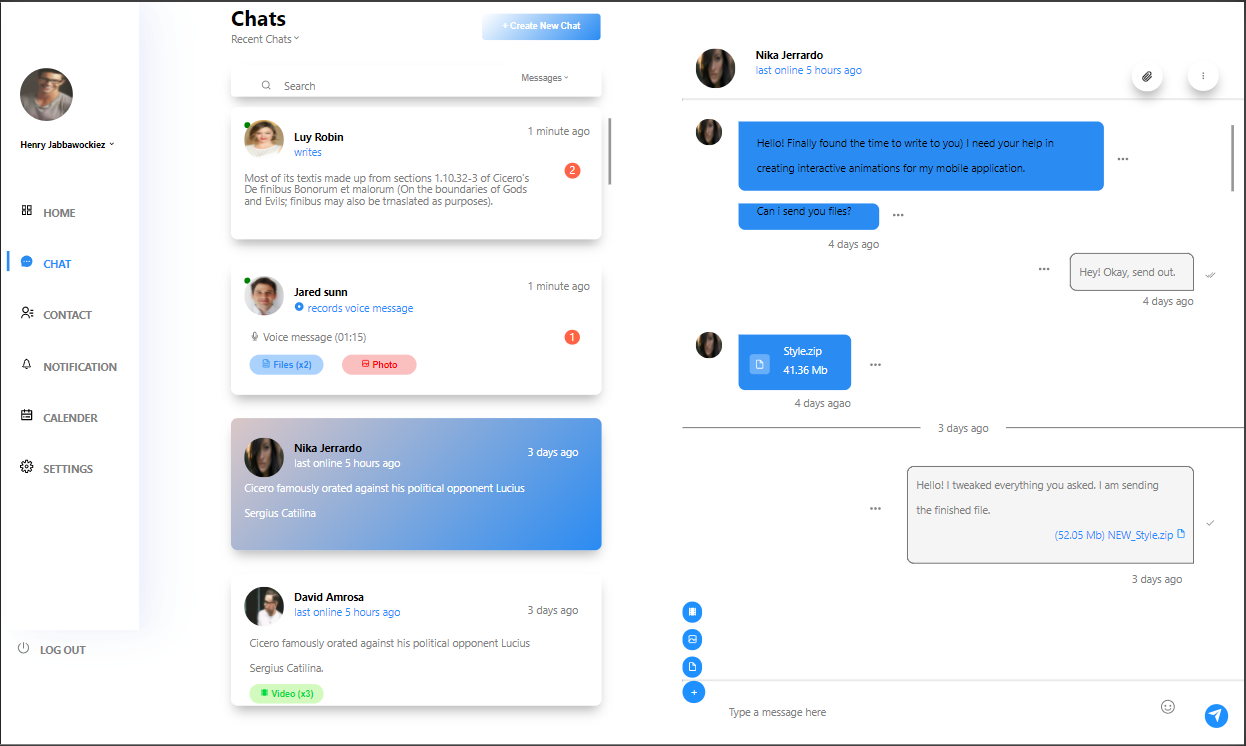 Henry Jabbawockiez
HOME
CHAT
CONTACT
NOTIFICATION
CALENDER
SETTINGS
LOG OUT
Chats
Recent Chats
+ Create New Chat
Search
Messages
Luy Robin
writes
1 minute ago
2
Most of its textis made up from sections 1.10.32-3 of Cicero's
De finibus Bonorum et malorum (On the boundaries of Gods
and Evils; finibus may also be trnaslated as purposes).
Jared sunn
records voice message
1 minute ago
Voice message (01:15)
1
Files (x2)
Photo
Nika Jerrardo
last online 5 hours ago
3 days ago
Cicero famously orated against his political opponent Lucius
Sergius Catilina
David Amrosa
last online 5 hours ago
3 days ago
Cicero famously orated against his political opponent Lucius
Sergius Catilina.
Video (x3)
Nika Jerrardo
last online 5 hours ago
Hello! Finally found the time to write to you) I need your help in
creating interactive animations for my mobile application.
Can i send you files?
4 days ago
Hey! Okay, send out.
4 days ago
Style.zip
41.36 Mb
4 days agao
3 days ago
Hello! I tweaked everything you asked. I am sending
the finished file.
(52.05 Mb) NEW_Style.zip
3 days ago
+
Type a message here